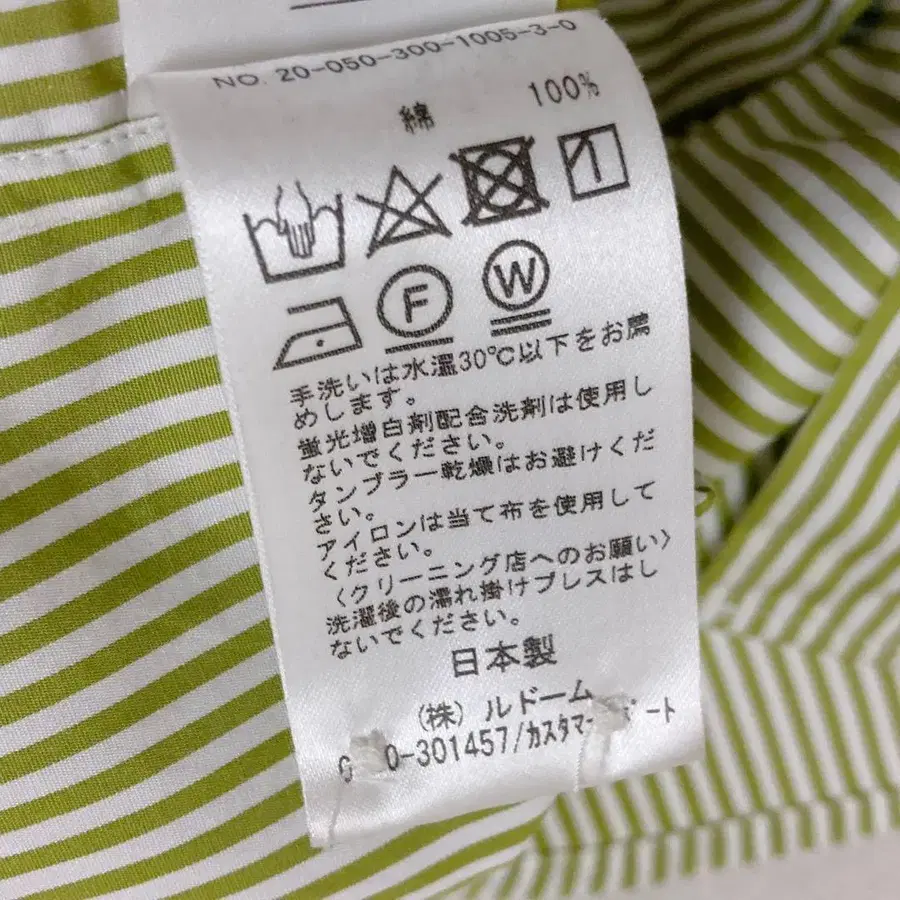 NO. 20-050-300-1005-3-0
綿 100%
F W
手洗いは水温30℃以下をお薦
めします。
蛍光増白剤配合洗剤は使用し
ないでください。
タンブラー乾燥はお避けくだ
さい。
アイロンは当て布を使用して
ください。
〈クリーニング店へのお願い〉
洗濯後の濡れ掛けプレスはし
ないでください。
日本製
(株) ルドーム
0-301457/カスタマー ポート